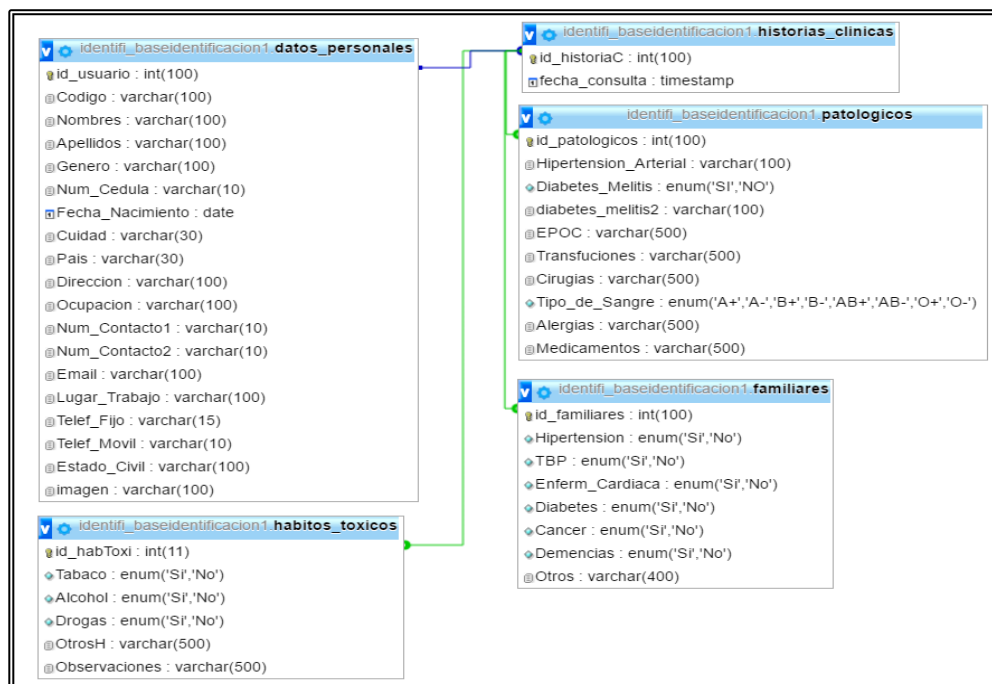 identifi_baseidentificacion1.datos_personales
id_usuario : int(100)
Codigo : varchar(100)
Nombres : varchar(100)
Apellidos : varchar(100)
Genero : varchar(100)
Num_Cedula : varchar(10)
Fecha_Nacimiento : date
Cuidad : varchar(30)
Pais : varchar(30)
Direccion : varchar(100)
Ocupacion : varchar(100)
Num_Contacto1 : varchar(10)
Num_Contacto2 : varchar(10)
Email : varchar(100)
Lugar_Trabajo : varchar(100)
Telef_Fijo : varchar(15)
Telef_Movil : varchar(10)
Estado_Civil : varchar(100)
imagen : varchar(100)
identifi_baseidentificacion1.habitos_toxicos
id_habToxi : int(11)
Tabaco : enum('Si','No')
Alcohol : enum('Si','No')
Drogas : enum('Si','No')
OtrosH : varchar(500)
Observaciones : varchar(500)
identifi_baseidentificacion1.historias_clinicas
id_historiaC : int(100)
fecha_consulta : timestamp
identifi_baseidentificacion1.patologicos
id_patologicos : int(100)
Hipertension_Arterial : varchar(100)
Diabetes_Melitis : enum('SI','NO')
diabetes_melitis2 : varchar(100)
EPOC : varchar(500)
Transfuciones : varchar(500)
Cirugias : varchar(500)
Tipo_de_Sangre : enum('A+','A-','B+','B-','AB+','AB-','O+','O-')
Alergias : varchar(500)
Medicamentos : varchar(500)
identifi_baseidentificacion1.familiares
id_familiares : int(100)
Hipertension : enum('Si','No')
TBP : enum('Si','No')
Enferm_Cardiaca : enum('Si','No')
Diabetes : enum('Si','No')
Cancer : enum('Si','No')
Demencias : enum('Si','No')
Otros : varchar(400)